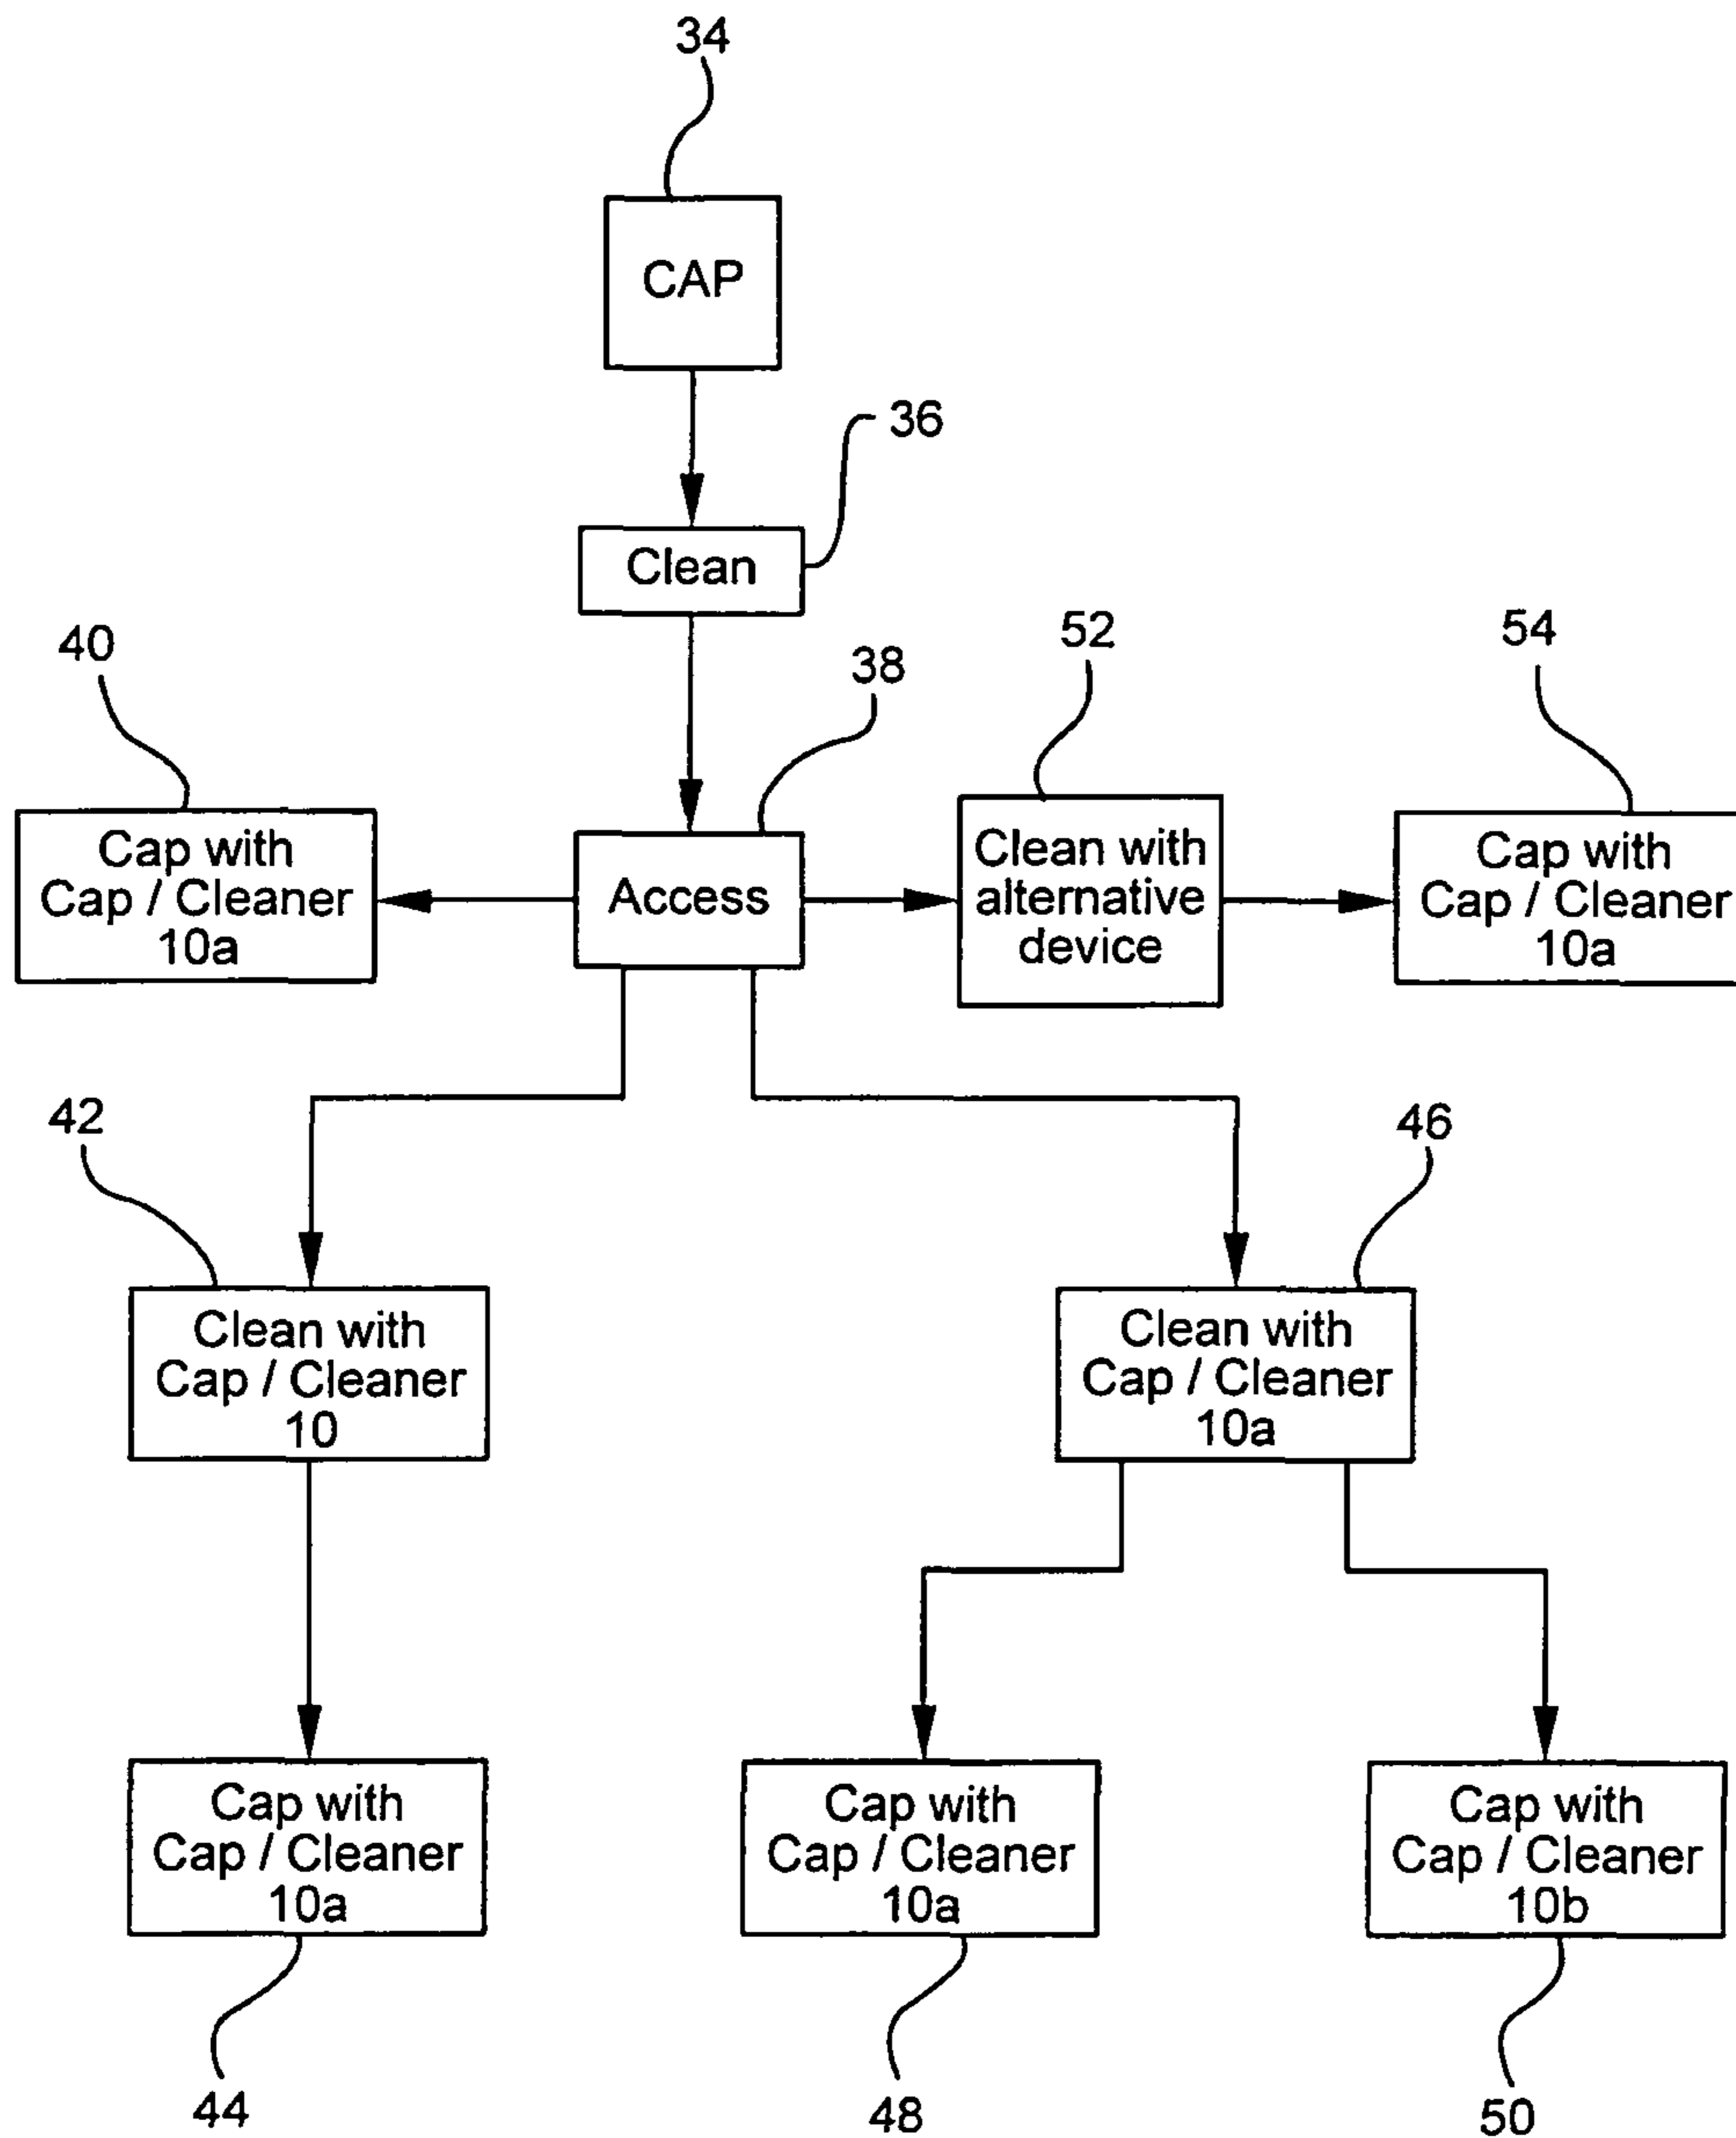 34
CAP
36
Clean
40
38
52
54
Cap with
Cap / Cleaner
10a
Access
Clean with
alternative
device
Cap with
Cap / Cleaner
10a
42
46
Clean with
Cap / Cleaner
10
Clean with
Cap / Cleaner
10a
Cap with
Cap / Cleaner
10a
Cap with
Cap / Cleaner
10a
Cap with
Cap / Cleaner
10b
44
48
50